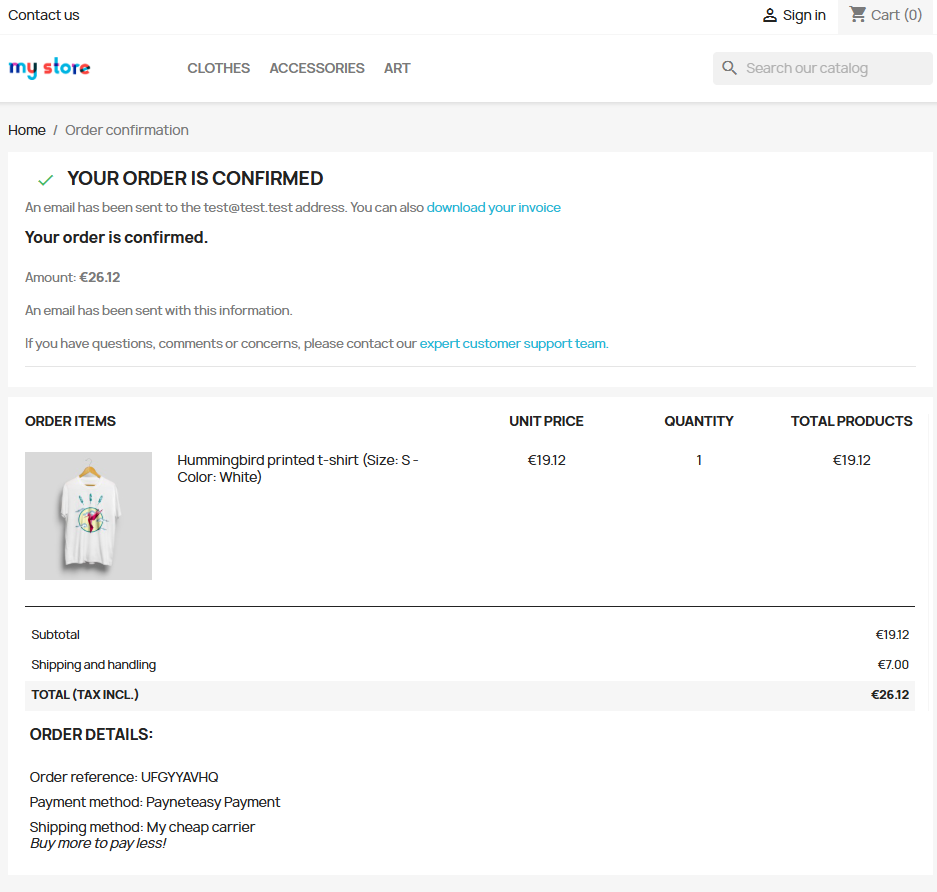 Contact us
Sign in
Cart (0)
my store
CLOTHES ACCESSORIES ART
Search our catalog
Home / Order confirmation
YOUR ORDER IS CONFIRMED
An email has been sent to the test@test.test address. You can also download your invoice
Your order is confirmed.
Amount: €26.12
An email has been sent with this information.
If you have questions, comments or concerns, please contact our expert customer support team.
ORDER ITEMS UNIT PRICE QUANTITY TOTAL PRODUCTS
Hummingbird printed t-shirt (Size: S - €19.12 1 €19.12
Color: White)
Subtotal €19.12
Shipping and handling €7.00
TOTAL (TAX INCL.) €26.12
ORDER DETAILS:
Order reference: UFGYYAVHQ
Payment method: Payneteasy Payment
Shipping method: My cheap carrier
Buy more to pay less!